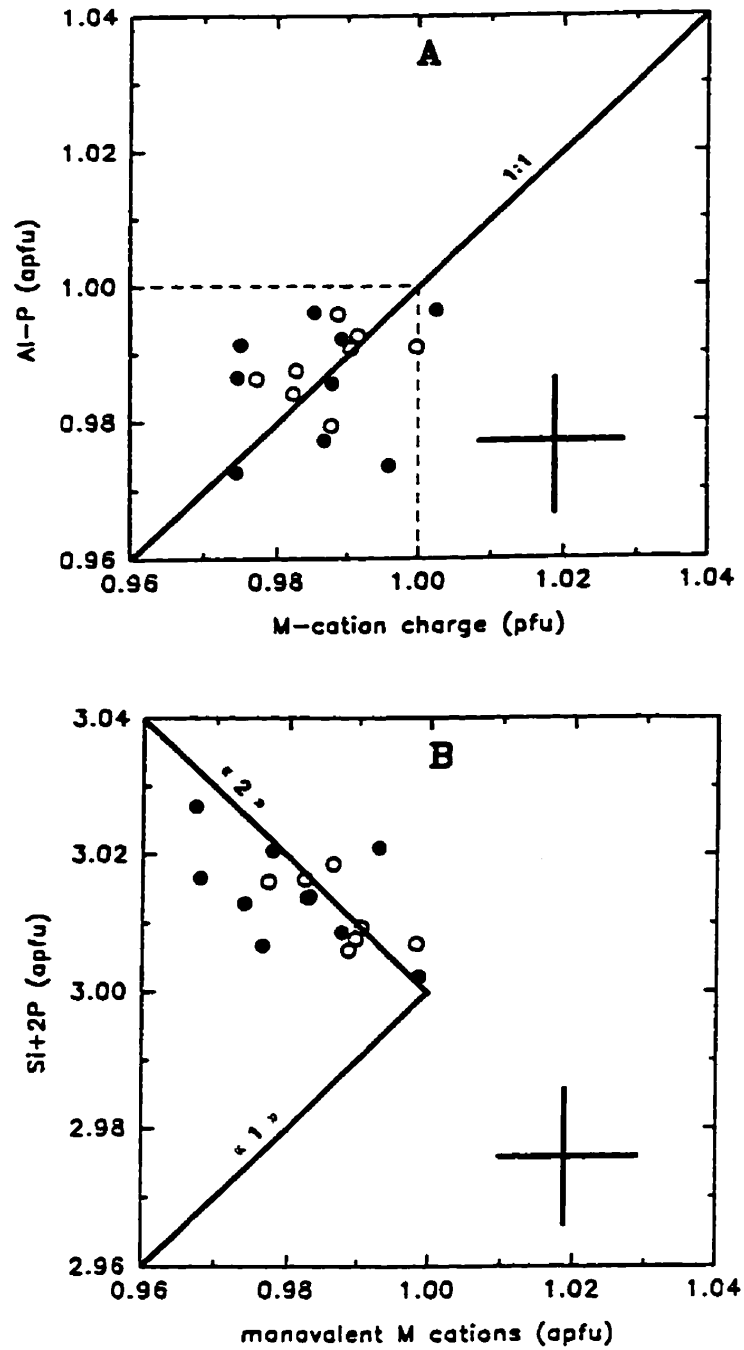 A
1.04
1.02
1.00
0.98
0.96
Al-P (apfu)
1:1
0.96
0.98
1.00
1.02
1.04
M-cation charge (pfu)
B
3.04
3.02
3.00
2.98
2.96
Si+2P (apfu)
« 2 »
« 1 »
0.96
0.98
1.00
1.02
1.04
monovalent M cations (apfu)